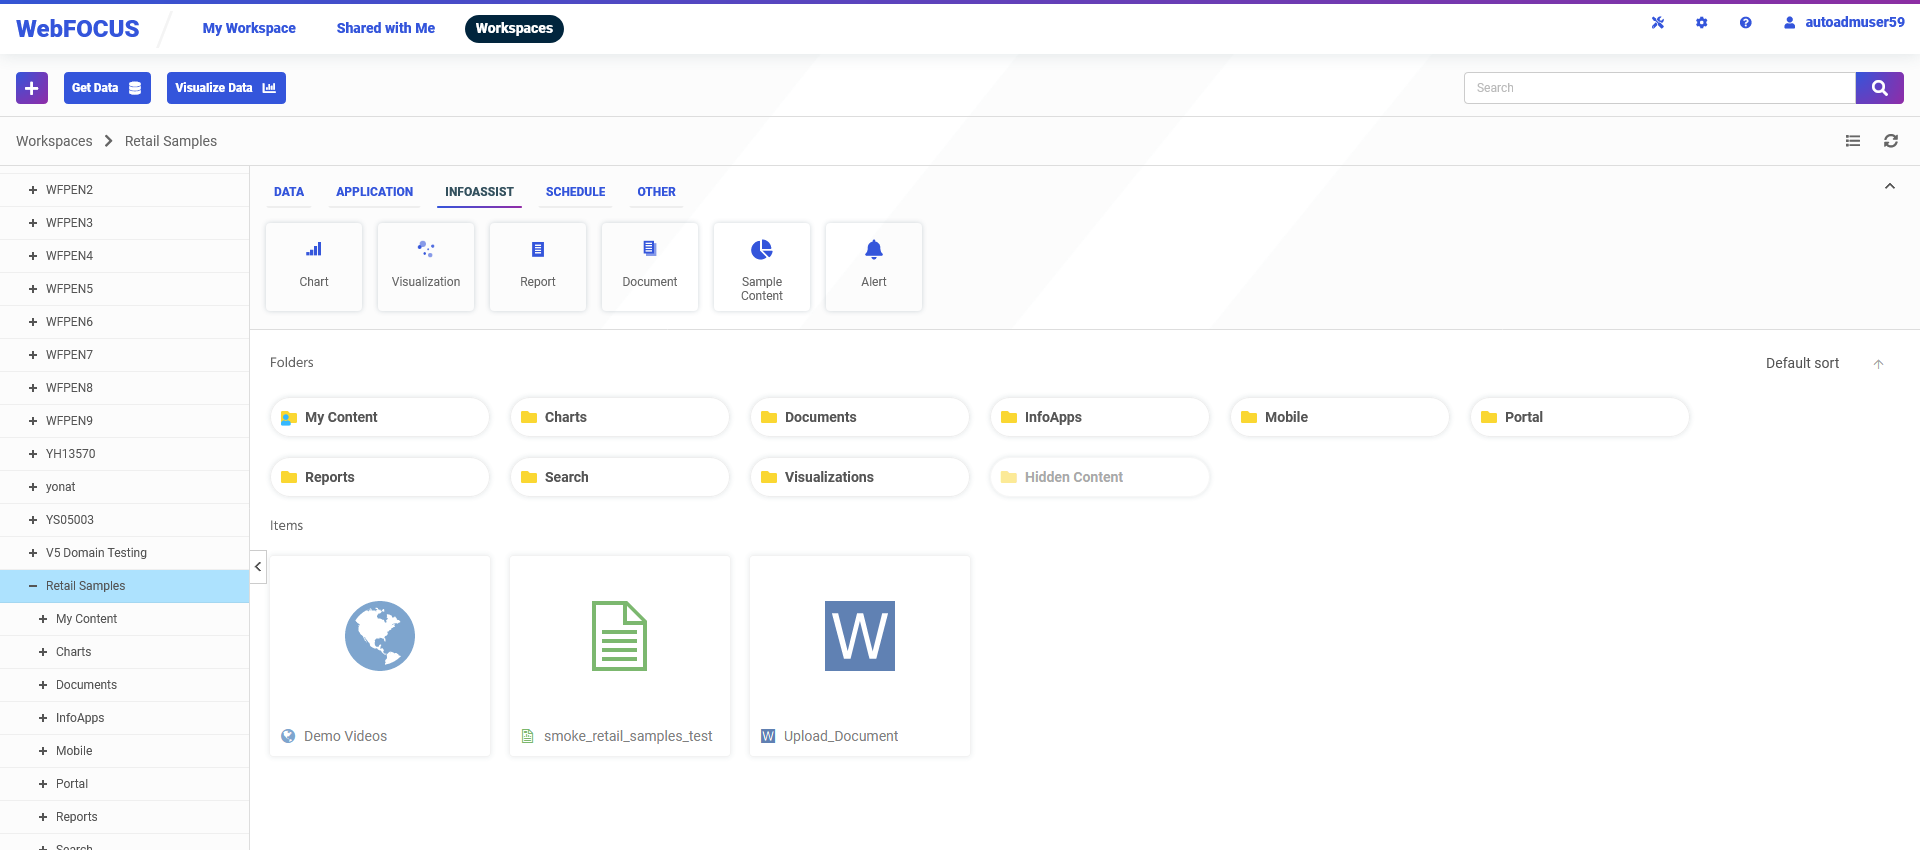 WebFOCUS
My Workspace
Shared with Me
Workspaces
autoadmuser59
Get Data
Visualize Data
Search
Workspaces
Retail Samples
WFPEN2
WFPEN3
WFPEN4
WFPEN5
WFPEN6
WFPEN7
WFPEN8
WFPEN9
YH13570
yonat
YS05003
V5 Domain Testing
Retail Samples
My Content
Charts
Documents
InfoApps
Mobile
Portal
Reports
Search
DATA
APPLICATION
INFOASSIST
SCHEDULE
OTHER
Chart
Visualization
Report
Document
Sample
Content
Alert
Folders
Default sort
My Content
Charts
Documents
InfoApps
Mobile
Portal
Reports
Search
Visualizations
Hidden Content
Items
W
Demo Videos
smoke_retail_samples_test
W
Upload_Document